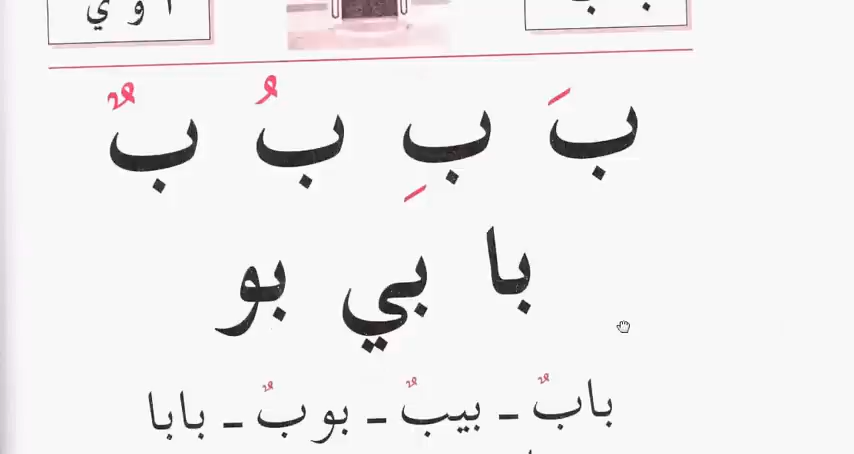 ا و ي
بَ بِ بُ بٌ
با بي بو
بابٌ ـ بيبٌ ـ بوبٌ ـ بابا